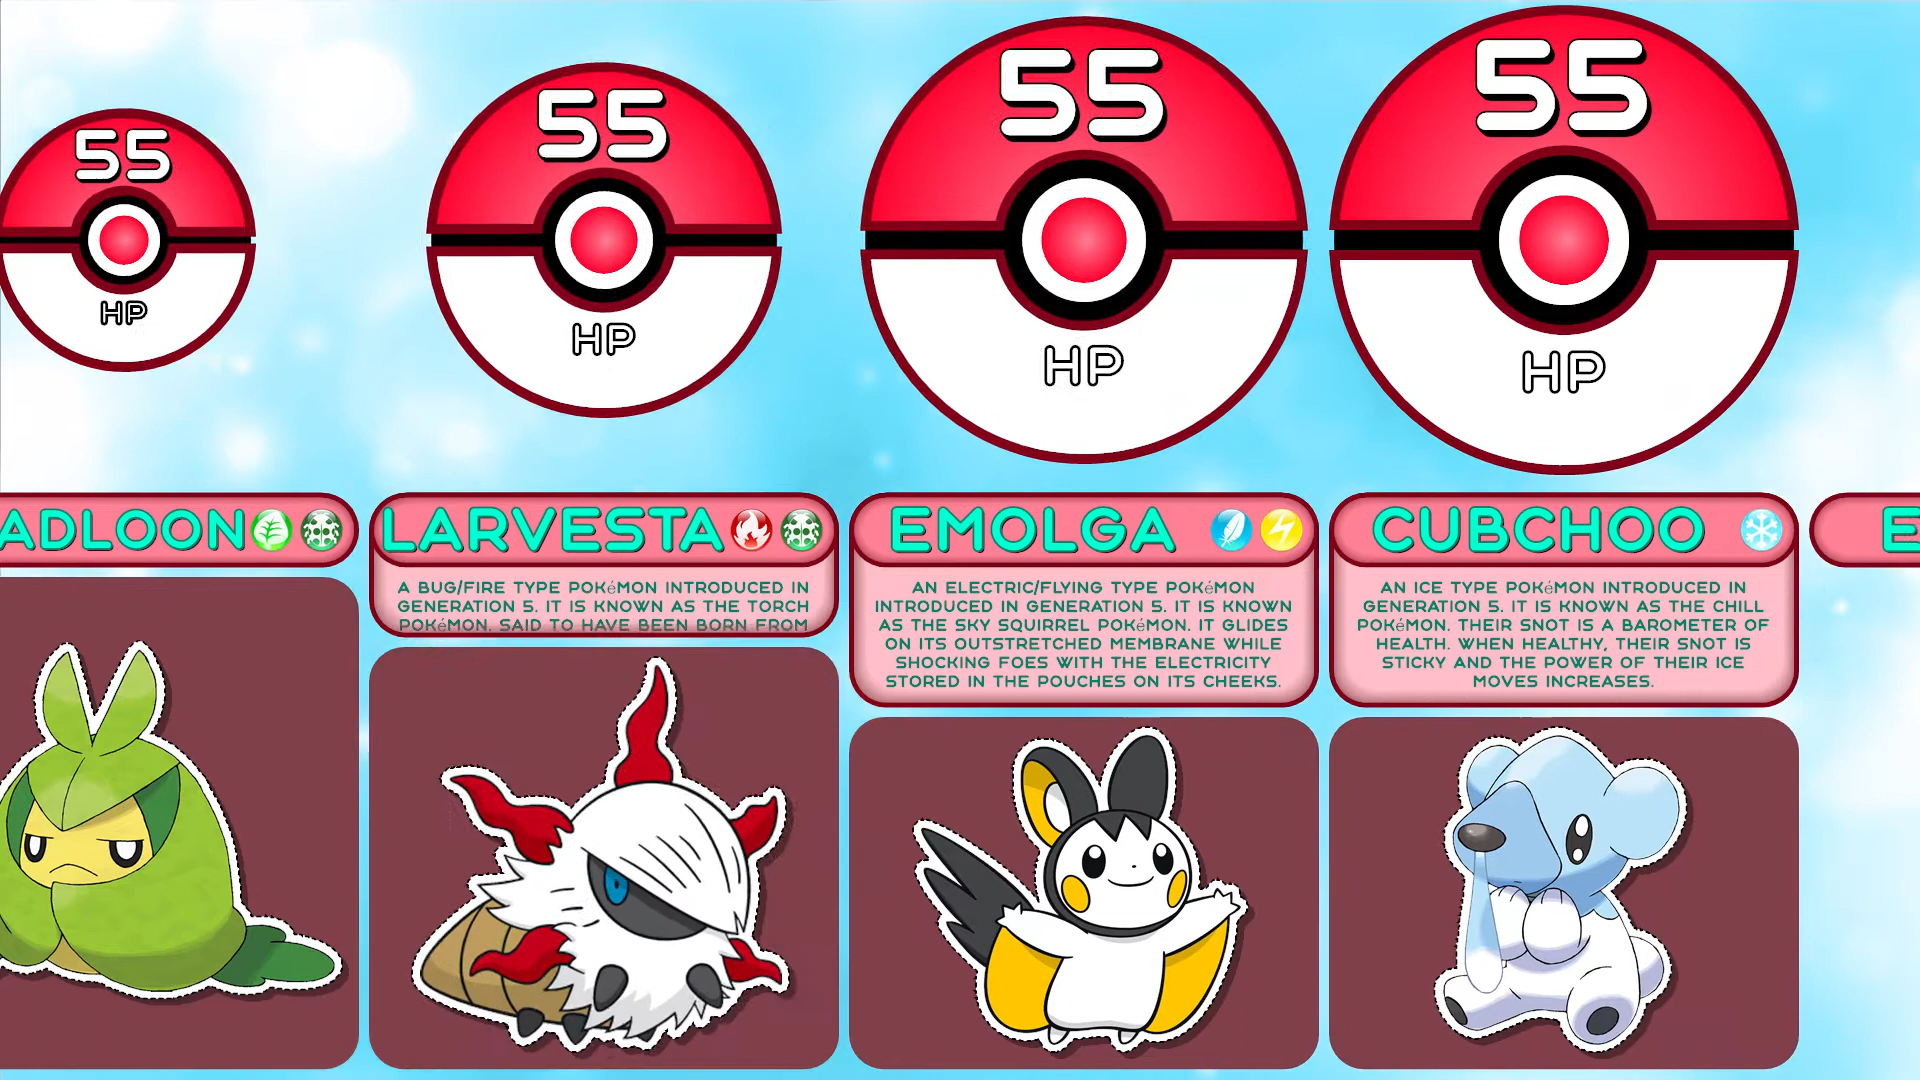 55
HP
55
HP
55
HP
55
HP
ADLOON
LARVESTA
A BUG/FIRE TYPE POKéMON INTRODUCED IN
GENERATION 5. IT IS KNOWN AS THE TORCH
POKéMON. SAID TO HAVE BEEN BORN FROM
EMOLGA
AN ELECTRIC/FLYING TYPE POKéMON
INTRODUCED IN GENERATION 5. IT IS KNOWN
AS THE SKY SQUIRREL POKéMON. IT GLIDES
ON ITS OUTSTRETCHED MEMBRANE WHILE
SHOCKING FOES WITH THE ELECTRICITY
STORED IN THE POUCHES ON ITS CHEEKS.
CUBCHOO
AN ICE TYPE POKéMON INTRODUCED IN
GENERATION 5. IT IS KNOWN AS THE CHILL
POKéMON. THEIR SNOT IS A BAROMETER OF
HEALTH. WHEN HEALTHY, THEIR SNOT IS
STICKY AND THE POWER OF THEIR ICE
MOVES INCREASES.